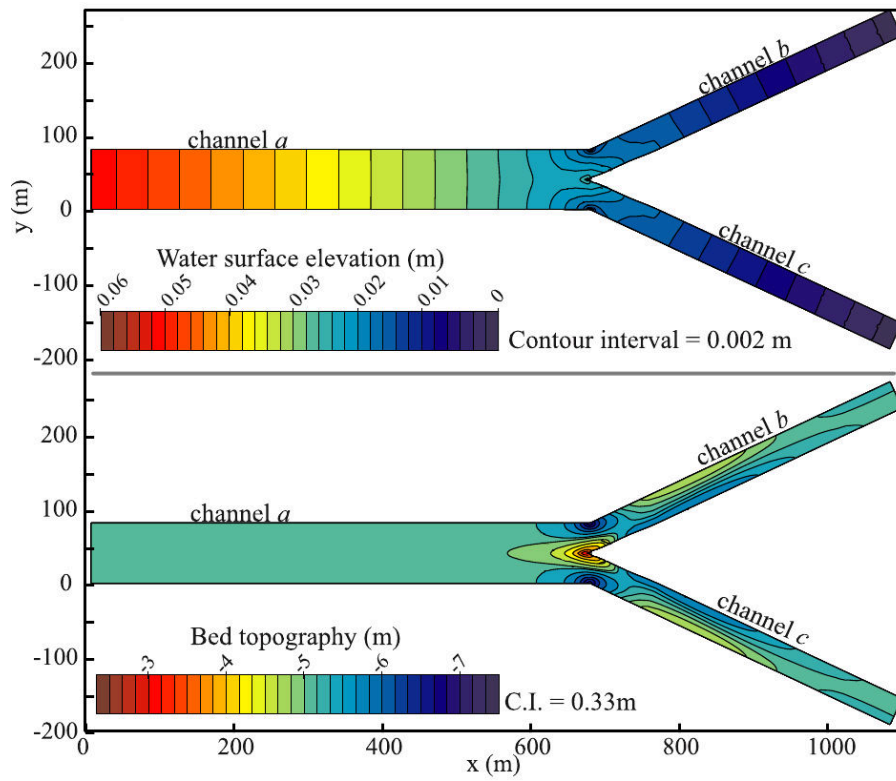 200
100
0
-100
-200
y (m)
channel a
channel b
channel c
Water surface elevation (m)
0.06 0.05 0.04 0.03 0.02 0.01 0
Contour interval = 0.002 m
200
100
0
-100
-200
channel a
channel b
channel c
Bed topography (m)
-3 -4 -5 -6 -7
C.I. = 0.33m
0 200 400 600 800 1000
x (m)